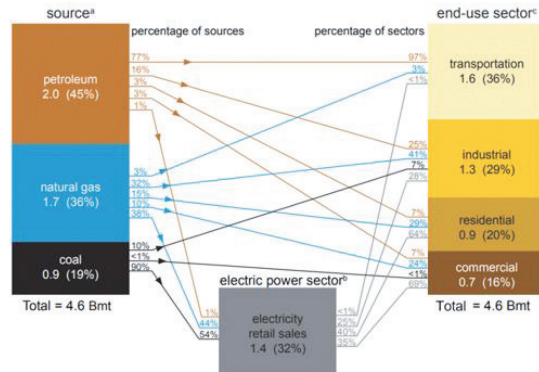 sourceᵃ
end-use sectorᶜ
percentage of sources
percentage of sectors
petroleum
2.0 (45%)
77%
16%
3%
3%
1%
natural gas
1.7 (36%)
3%
32%
15%
10%
38%
coal
0.9 (19%)
10%
<1%
90%
Total = 4.6 Bmt
electric power sectorᵇ
1%
44%
54%
electricity
retail sales
1.4 (32%)
<1%
25%
40%
35%
97%
3%
<1%
transportation
1.6 (36%)
25%
41%
7%
28%
industrial
1.3 (29%)
7%
29%
64%
residential
0.9 (20%)
7%
24%
<1%
69%
commercial
0.7 (16%)
Total = 4.6 Bmt